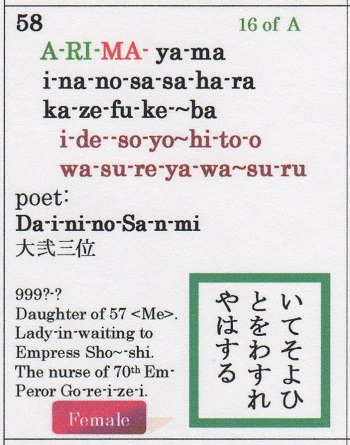 58
16 of A
A-RI-MA- ya-ma
i-na-no-sa-sa-ha-ra
ka-ze-fu-ke-~ba
i-de--so-yo~hi-to-o
wa-su-re-ya-wa~su-ru
poet:
Da-i-ni-no-Sa-n-mi
大弐三位
999?-?
Daughter of 57 <Me>.
Lady-in-waiting to
Empress Sho~-shi.
The nurse of 70th Em-
Peror Go-re-i-ze-i.
Female
いてそよひ
とをわすれ
やはする